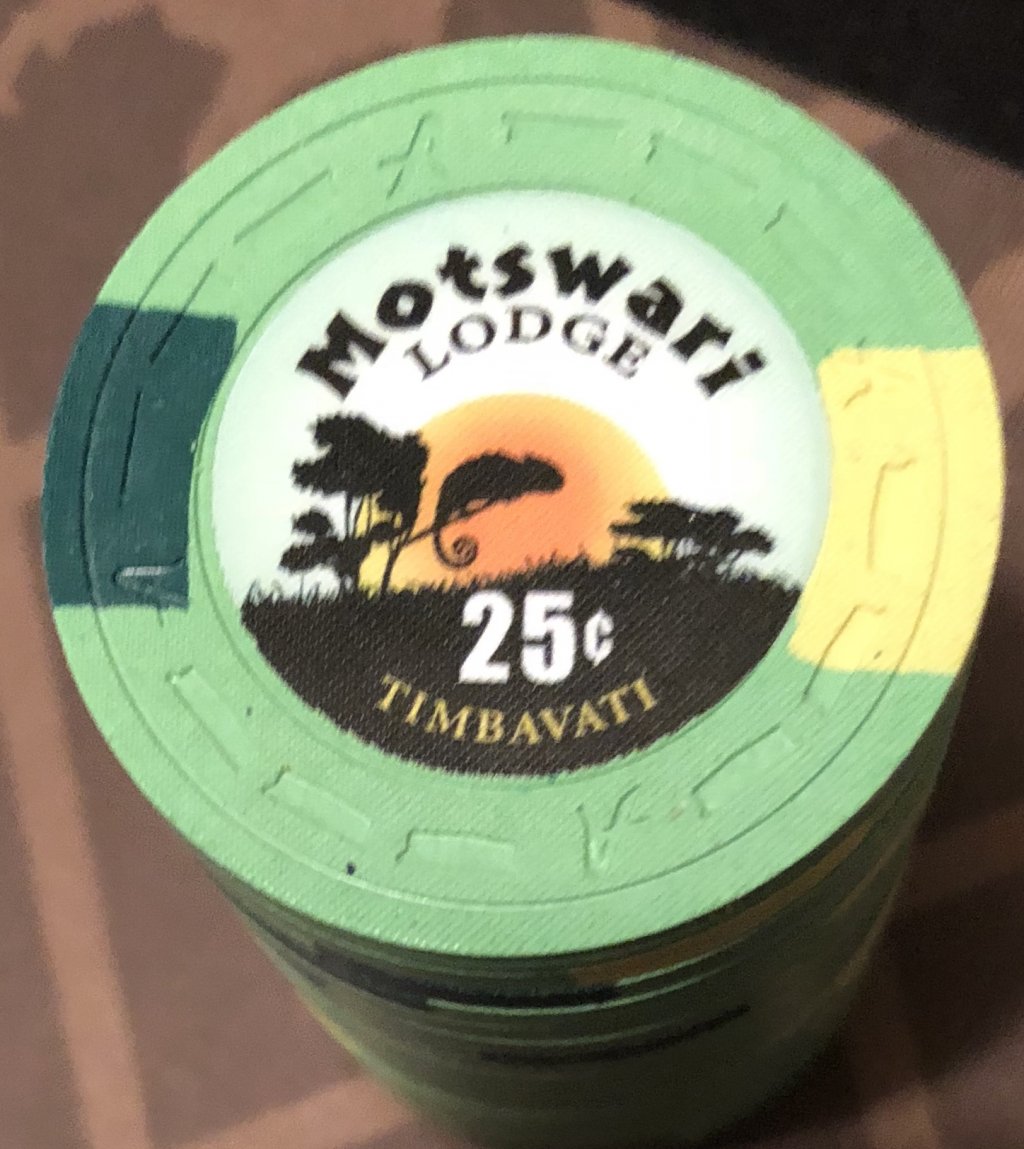 Motswari
LODGE
25¢
TIMBAVATI